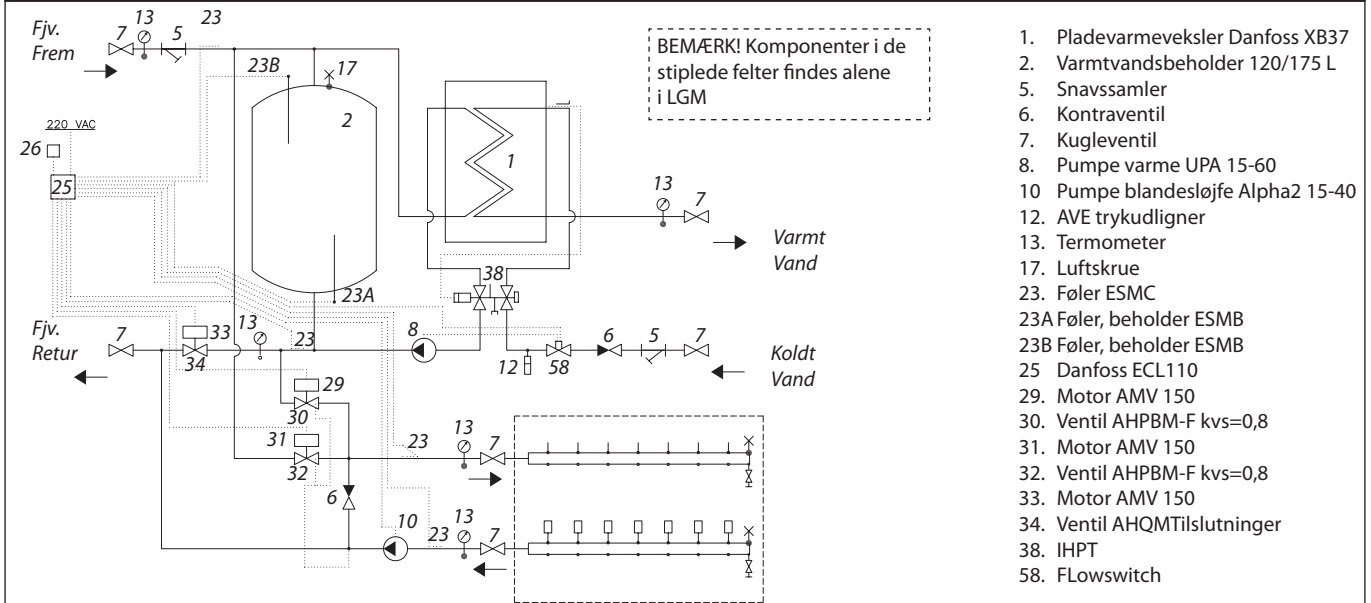 Fjv.
Frem
7
13
5
23
23B
17
2
220 VAC
26
25
23A
BEMÆRK! Komponenter i de
stiplede felter findes alene
i LGM
1
13
7
Varmt
Vand
38
Fjv.
Retur
7
33
34
13
23
8
12
58
6
5
7
Koldt
Vand
29
30
31
32
6
23
13
7
10
23
13
7
1. Pladevarmeveksler Danfoss XB37
2. Varmtvandsbeholder 120/175 L
5. Snavssamler
6. Kontraventil
7. Kugleventil
8. Pumpe varme UPA 15-60
10 Pumpe blandesløjfe Alpha2 15-40
12. AVE trykudligner
13. Termometer
17. Luftskrue
23. Føler ESMC
23A Føler, beholder ESMB
23B Føler, beholder ESMB
25 Danfoss ECL110
29. Motor AMV 150
30. Ventil AHPBM-F kvs=0,8
31. Motor AMV 150
32. Ventil AHPBM-F kvs=0,8
33. Motor AMV 150
34. Ventil AHQMTilslutninger
38. IHPT
58. FLowswitch